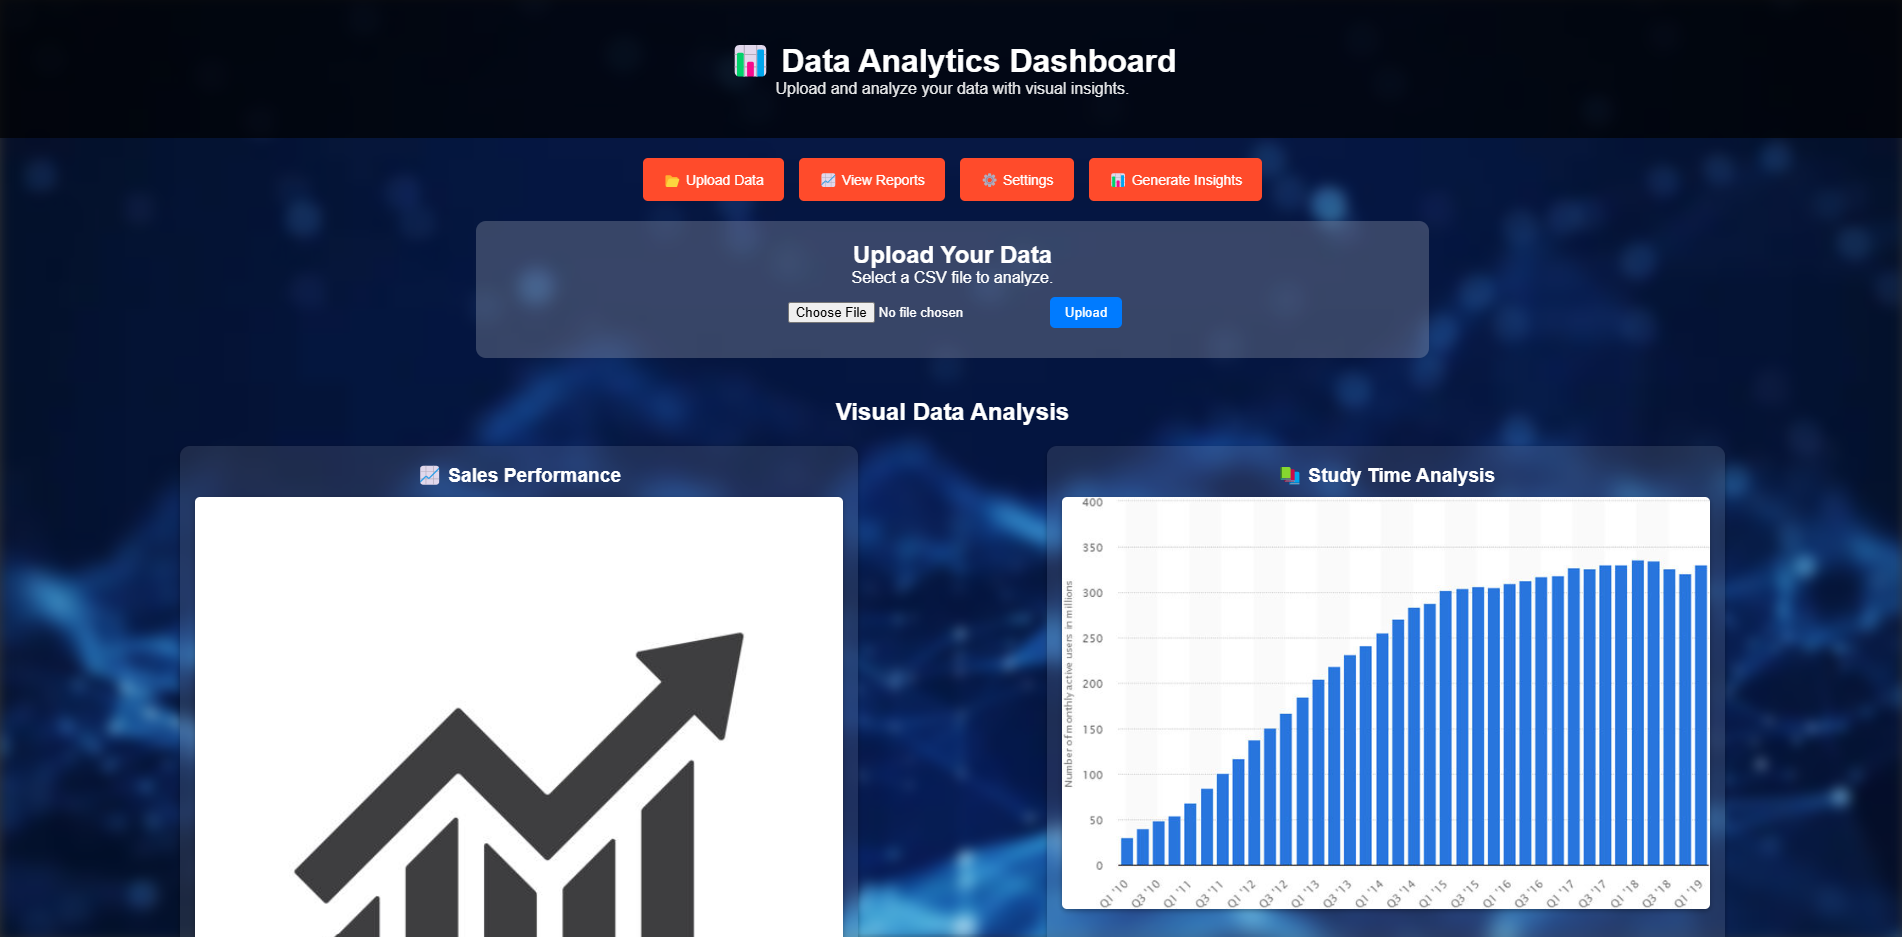 Data Analytics Dashboard
Upload and analyze your data with visual insights.
Upload Data
View Reports
Settings
Generate Insights
Upload Your Data
Select a CSV file to analyze.
Choose File No file chosen
Upload
Visual Data Analysis
Sales Performance
Study Time Analysis
Number of monthly active users in millions
400
350
300
250
200
150
100
50
0
Q1 '10
Q3 '10
Q1 '11
Q3 '11
Q1 '12
Q3 '12
Q1 '13
Q3 '13
Q1 '14
Q3 '14
Q1 '15
Q3 '15
Q1 '16
Q3 '16
Q1 '17
Q3 '17
Q1 '18
Q3 '18
Q1 '19